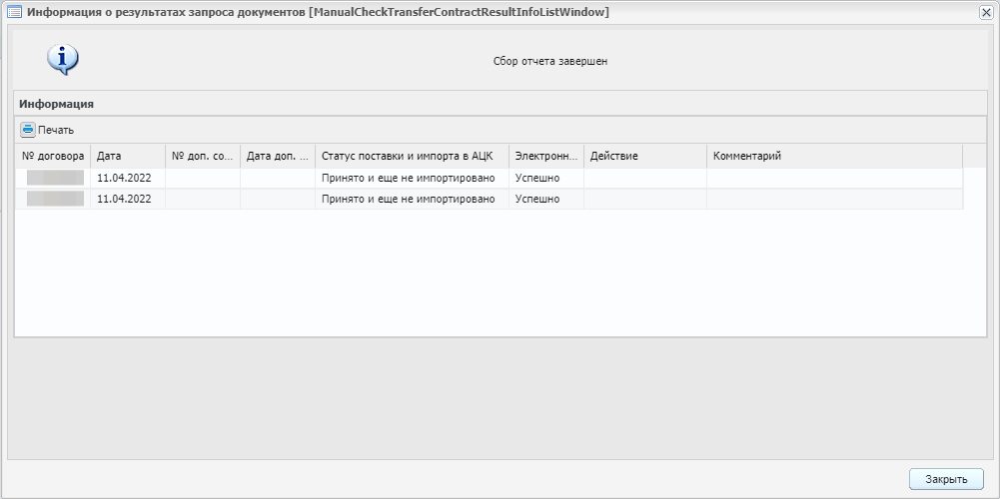 Информация о результатах запроса документов [ManualCheckTransferContractResultInfoListWindow]
Сбор отчета завершен
Информация
Печать
№ договора Дата № доп. со... Дата доп. ... Статус поставки и импорта в АЦК Электронн... Действие Комментарий
11.04.2022 Принято и еще не импортировано Успешно
11.04.2022 Принято и еще не импортировано Успешно
Закрыть